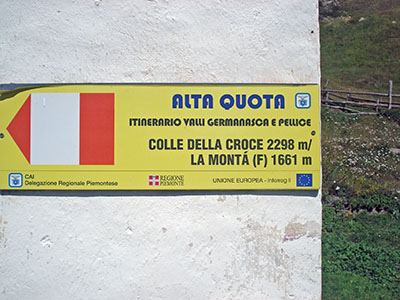 ALTA QUOTA
ITINERARIO VALLI GERMANASCA E PELLICE
COLLE DELLA CROCE 2298 m/
LA MONTÁ (F) 1661 m
CAI
Delegazione Regionale Piemontese
REGIONE
PIEMONTE
UNIONE EUROPEA - Interreg II